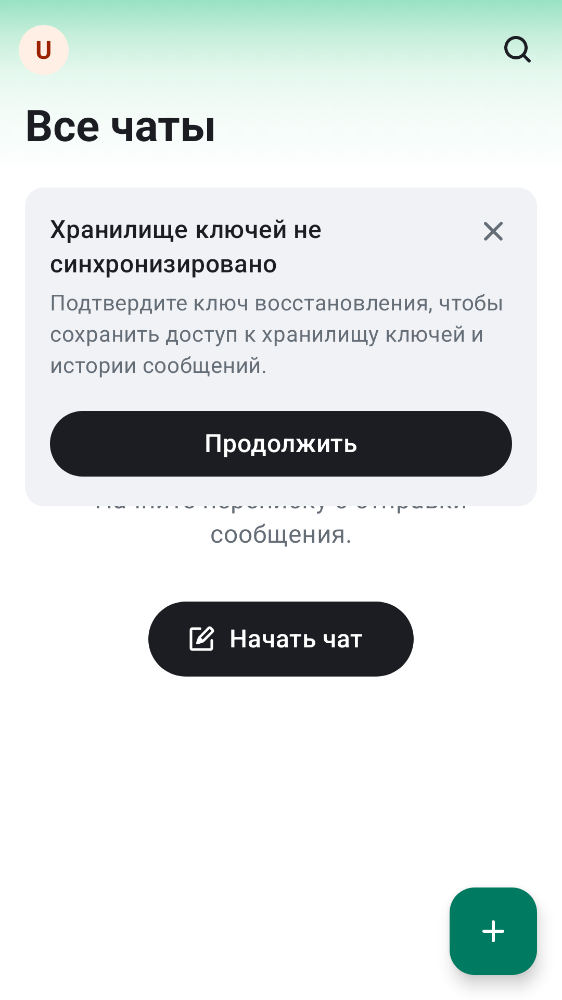 U
Все чаты
Хранилище ключей не
синхронизировано
Подтвердите ключ восстановления, чтобы
сохранить доступ к хранилищу ключей и
истории сообщений.
Продолжить
сообщения.
Начать чат